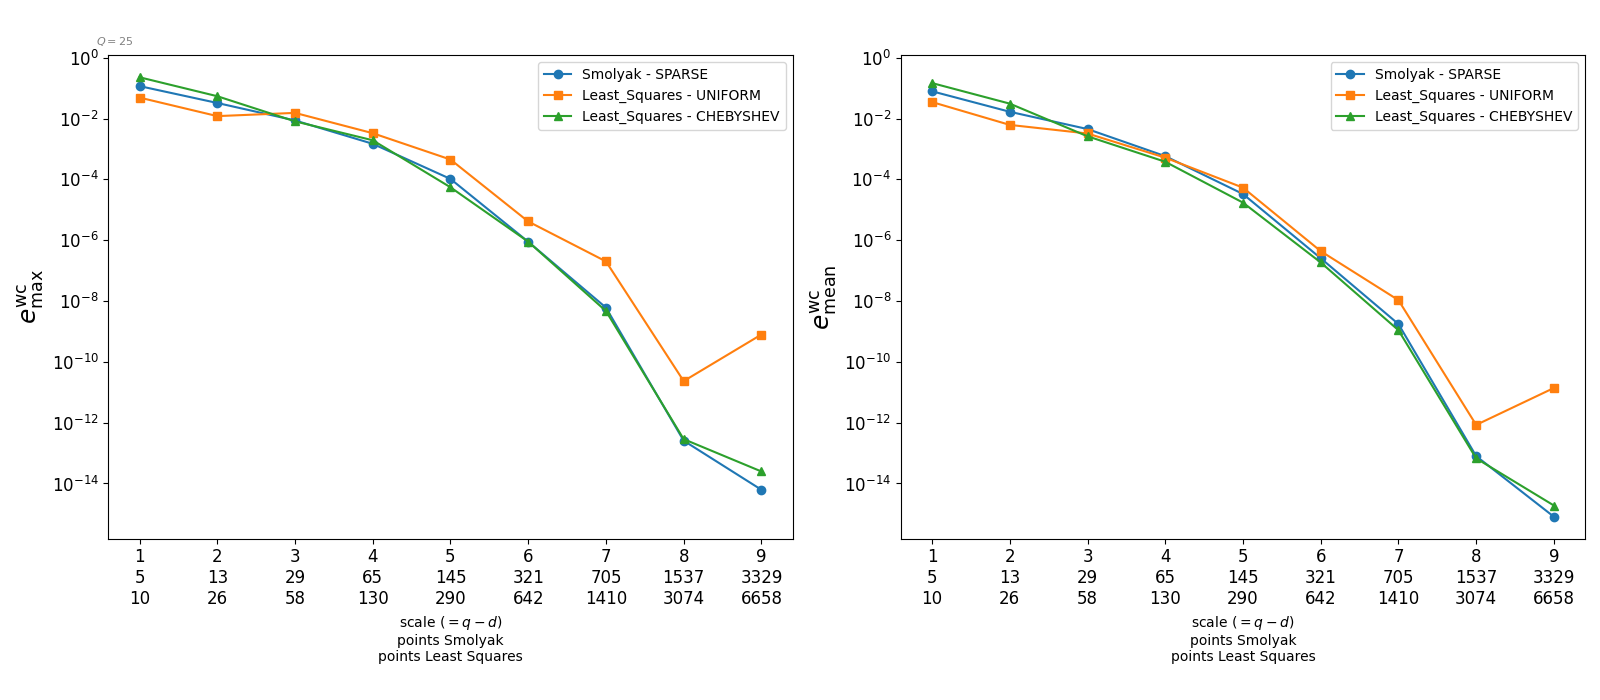 Q = 25
10^0
10^−2
10^−4
10^−6
10^−8
10^−10
10^−12
10^−14
e^wc_max
Smolyak - SPARSE
Least_Squares - UNIFORM
Least_Squares - CHEBYSHEV
1 2 3 4 5 6 7 8 9
5 13 29 65 145 321 705 1537 3329
10 26 58 130 290 642 1410 3074 6658
scale (= q − d)
points Smolyak
points Least Squares
10^0
10^−2
10^−4
10^−6
10^−8
10^−10
10^−12
10^−14
e^wc_mean
Smolyak - SPARSE
Least_Squares - UNIFORM
Least_Squares - CHEBYSHEV
1 2 3 4 5 6 7 8 9
5 13 29 65 145 321 705 1537 3329
10 26 58 130 290 642 1410 3074 6658
scale (= q − d)
points Smolyak
points Least Squares